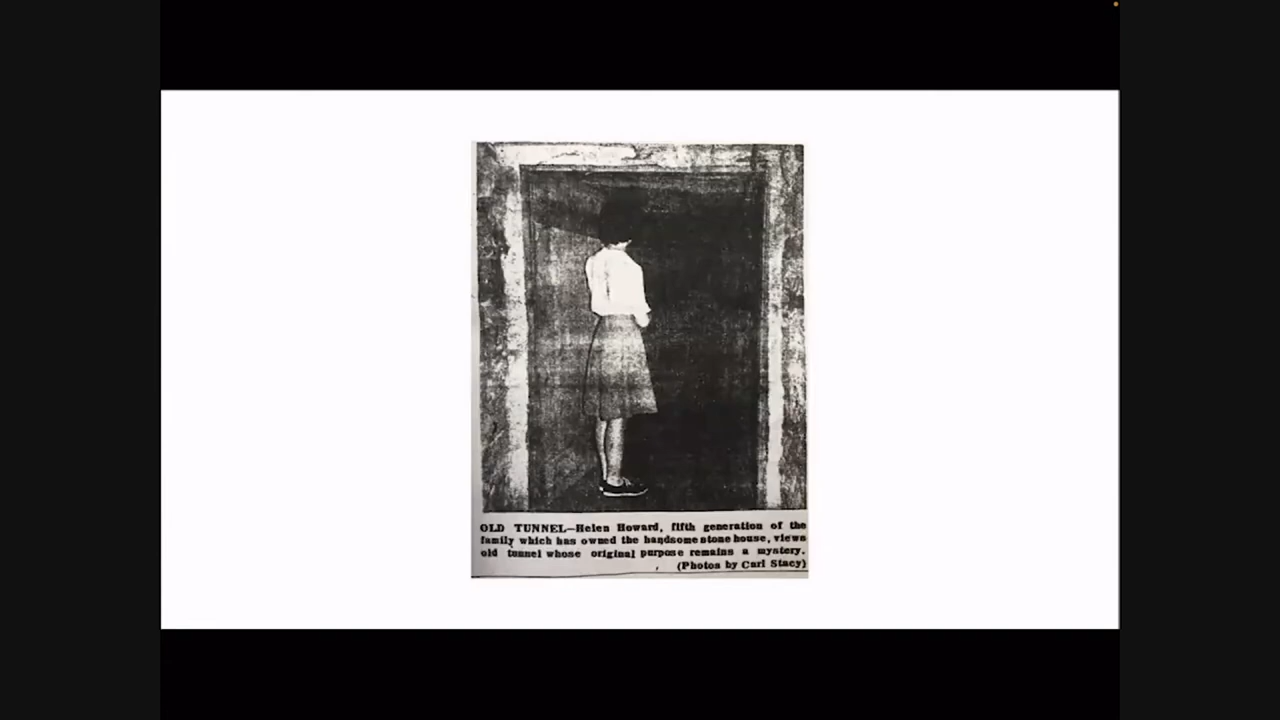 OLD TUNNEL—Helen Howard, fifth generation of the
family which has owned the handsome stone house, views
old tunnel whose original purpose remains a mystery.
(Photos by Carl Stacy)